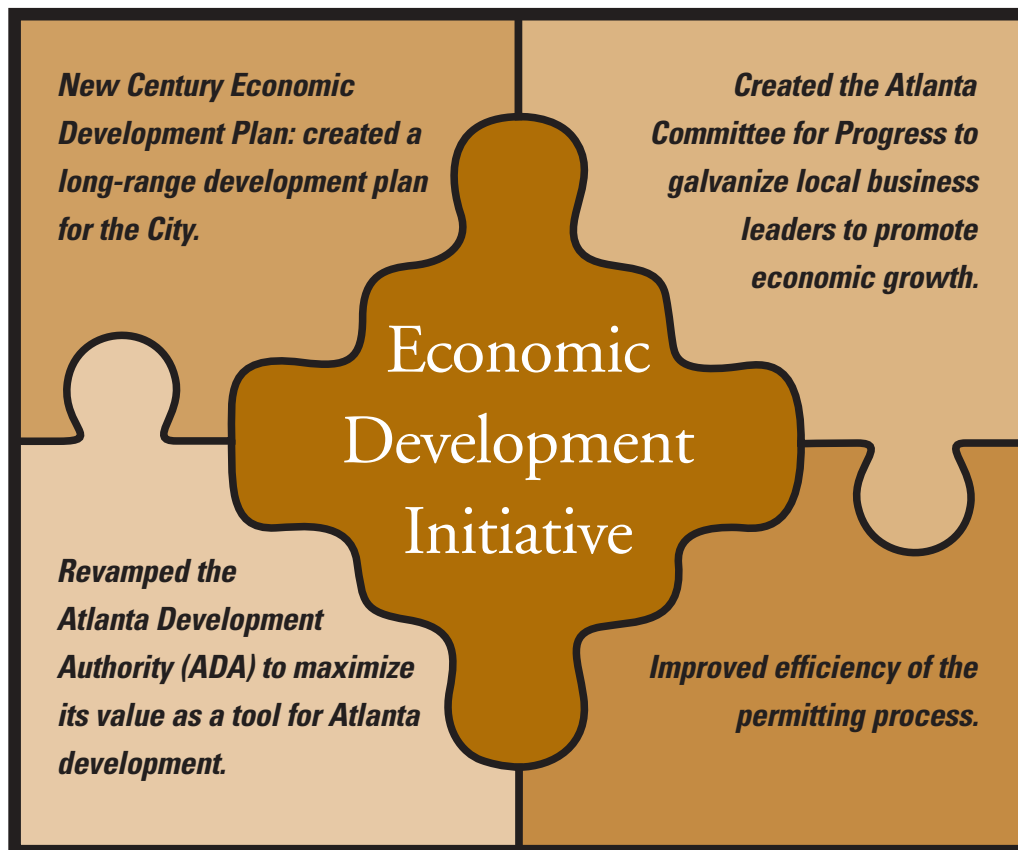 New Century Economic
Development Plan: created a
long-range development plan
for the City.
Created the Atlanta
Committee for Progress to
galvanize local business
leaders to promote
economic growth.
Economic
Development
Initiative
Revamped the
Atlanta Development
Authority (ADA) to maximize
its value as a tool for Atlanta
development.
Improved efficiency of the
permitting process.